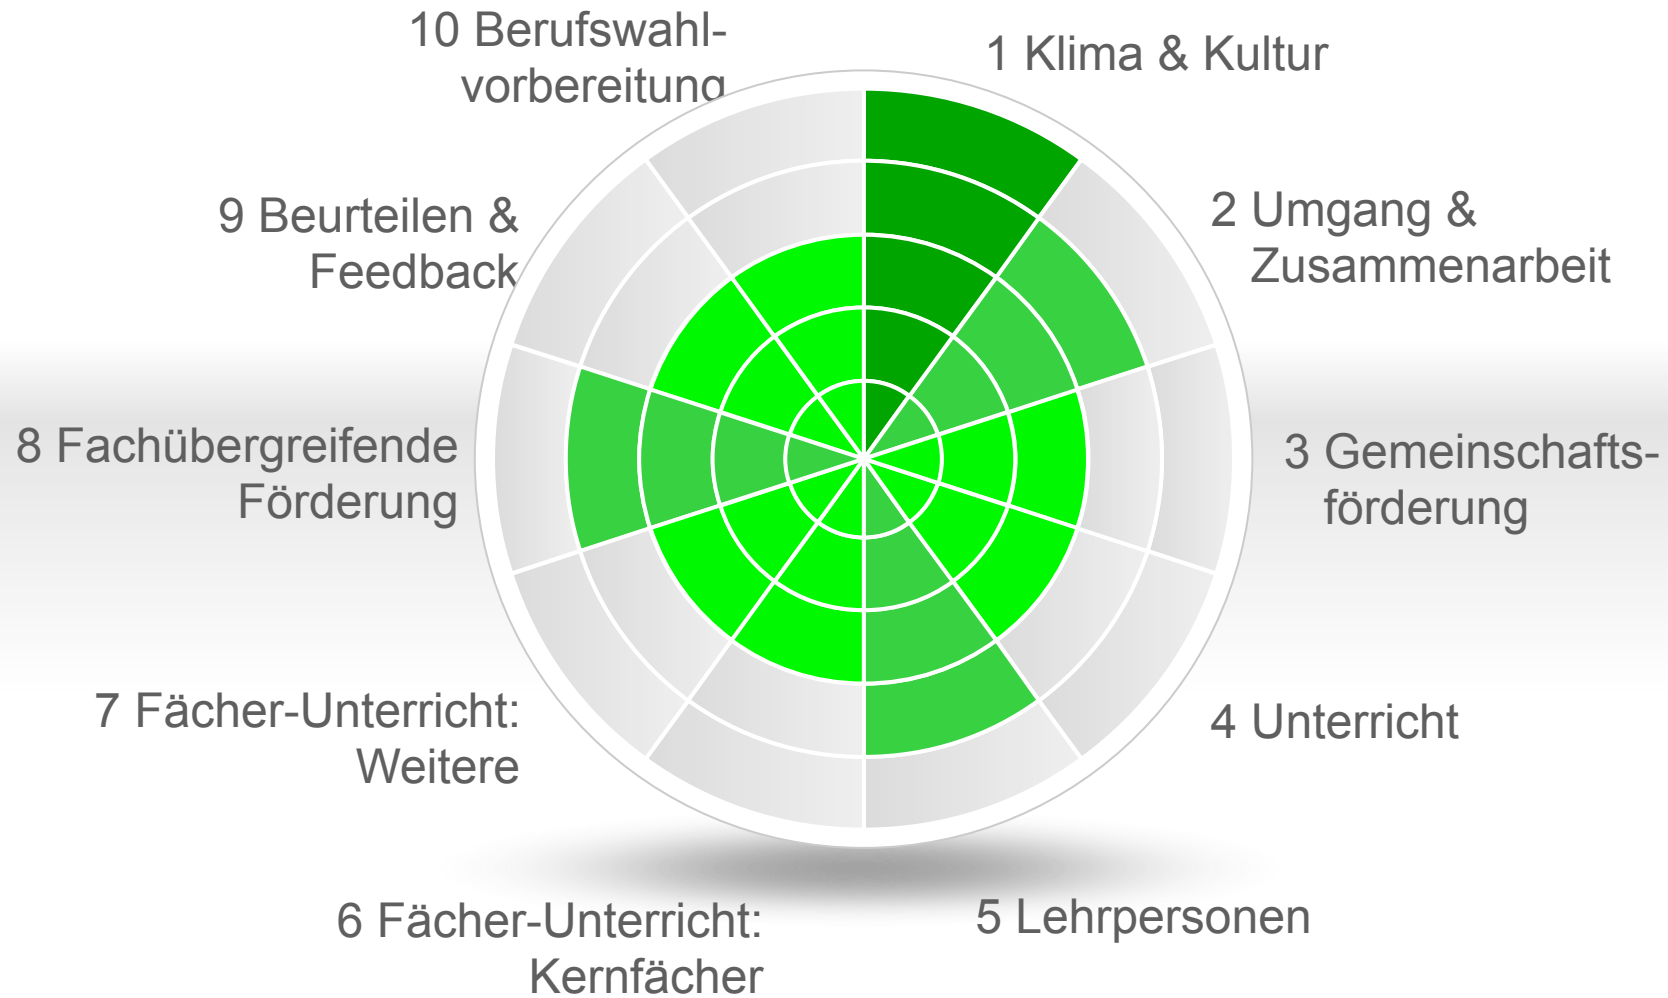 10 Berufswahl-
vorbereitung
1 Klima & Kultur
9 Beurteilen &
Feedback
2 Umgang &
Zusammenarbeit
8 Fachübergreifende
Förderung
3 Gemeinschafts-
förderung
7 Fächer-Unterricht:
Weitere
4 Unterricht
6 Fächer-Unterricht:
Kernfächer
5 Lehrpersonen